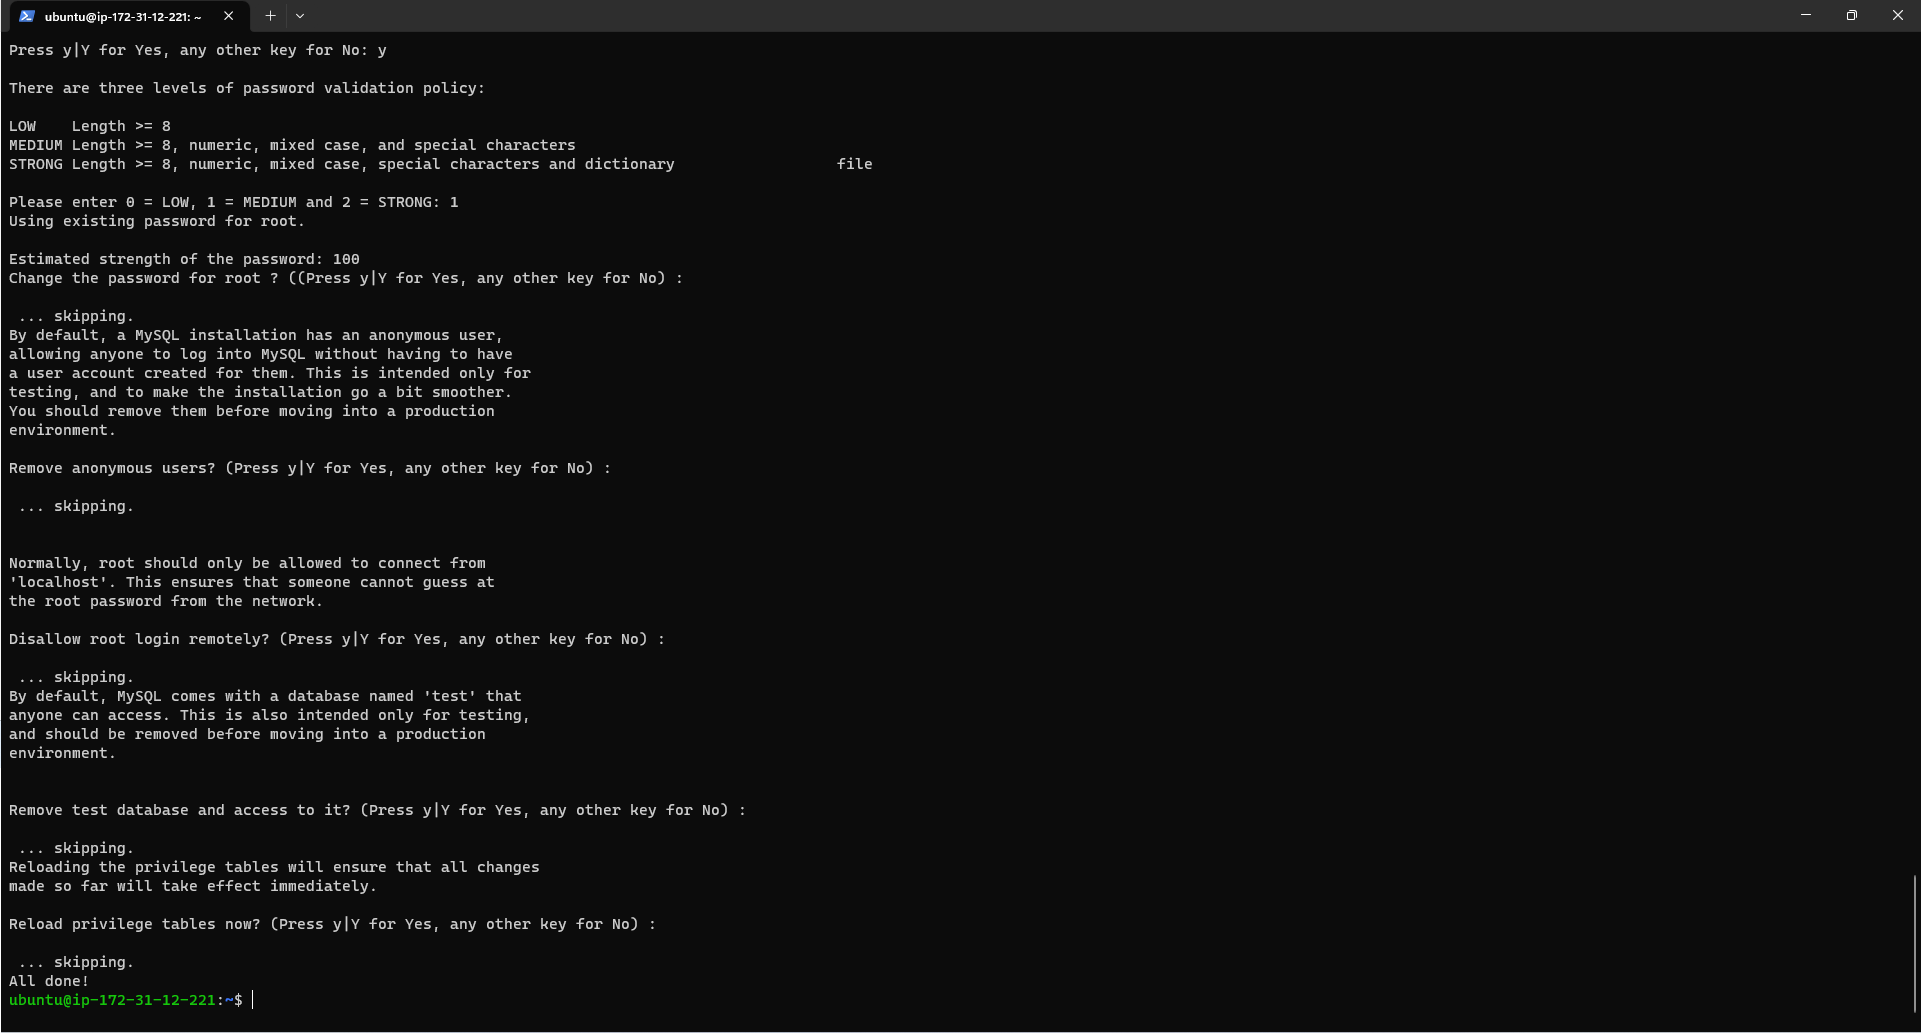 ubuntu@ip-172-31-12-221: ~
Press y|Y for Yes, any other key for No: y
There are three levels of password validation policy:
LOW    Length >= 8
MEDIUM Length >= 8, numeric, mixed case, and special characters
STRONG Length >= 8, numeric, mixed case, special characters and dictionary                  file
Please enter 0 = LOW, 1 = MEDIUM and 2 = STRONG: 1
Using existing password for root.
Estimated strength of the password: 100
Change the password for root ? ((Press y|Y for Yes, any other key for No) :
 ... skipping.
By default, a MySQL installation has an anonymous user,
allowing anyone to log into MySQL without having to have
a user account created for them. This is intended only for
testing, and to make the installation go a bit smoother.
You should remove them before moving into a production
environment.
Remove anonymous users? (Press y|Y for Yes, any other key for No) :
 ... skipping.
Normally, root should only be allowed to connect from
'localhost'. This ensures that someone cannot guess at
the root password from the network.
Disallow root login remotely? (Press y|Y for Yes, any other key for No) :
 ... skipping.
By default, MySQL comes with a database named 'test' that
anyone can access. This is also intended only for testing,
and should be removed before moving into a production
environment.
Remove test database and access to it? (Press y|Y for Yes, any other key for No) :
 ... skipping.
Reloading the privilege tables will ensure that all changes
made so far will take effect immediately.
Reload privilege tables now? (Press y|Y for Yes, any other key for No) :
 ... skipping.
All done!
ubuntu@ip-172-31-12-221:~$